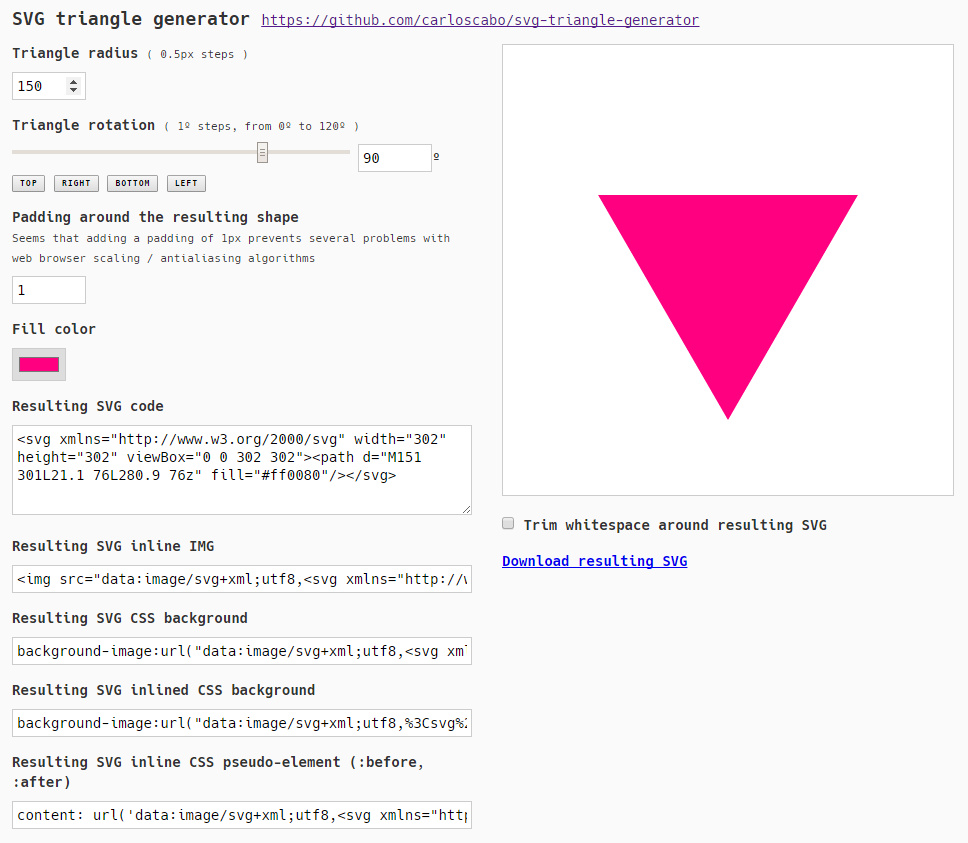 SVG triangle generator https://github.com/carloscabo/svg-triangle-generator
Triangle radius ( 0.5px steps )
150
Triangle rotation ( 1º steps, from 0º to 120º )
90 º
TOP RIGHT BOTTOM LEFT
Padding around the resulting shape
Seems that adding a padding of 1px prevents several problems with
web browser scaling / antialiasing algorithms
1
Fill color
Resulting SVG code
<svg xmlns="http://www.w3.org/2000/svg" width="302"
height="302" viewBox="0 0 302 302"><path d="M151
301L21.1 76L280.9 76z" fill="#ff0080"/></svg>
Resulting SVG inline IMG
<img src="data:image/svg+xml;utf8,<svg xmlns="http://w
Resulting SVG CSS background
background-image:url("data:image/svg+xml;utf8,<svg xml
Resulting SVG inlined CSS background
background-image:url("data:image/svg+xml;utf8,%3Csvg%2
Resulting SVG inline CSS pseudo-element (:before,
:after)
content: url('data:image/svg+xml;utf8,<svg xmlns="http
Trim whitespace around resulting SVG
Download resulting SVG